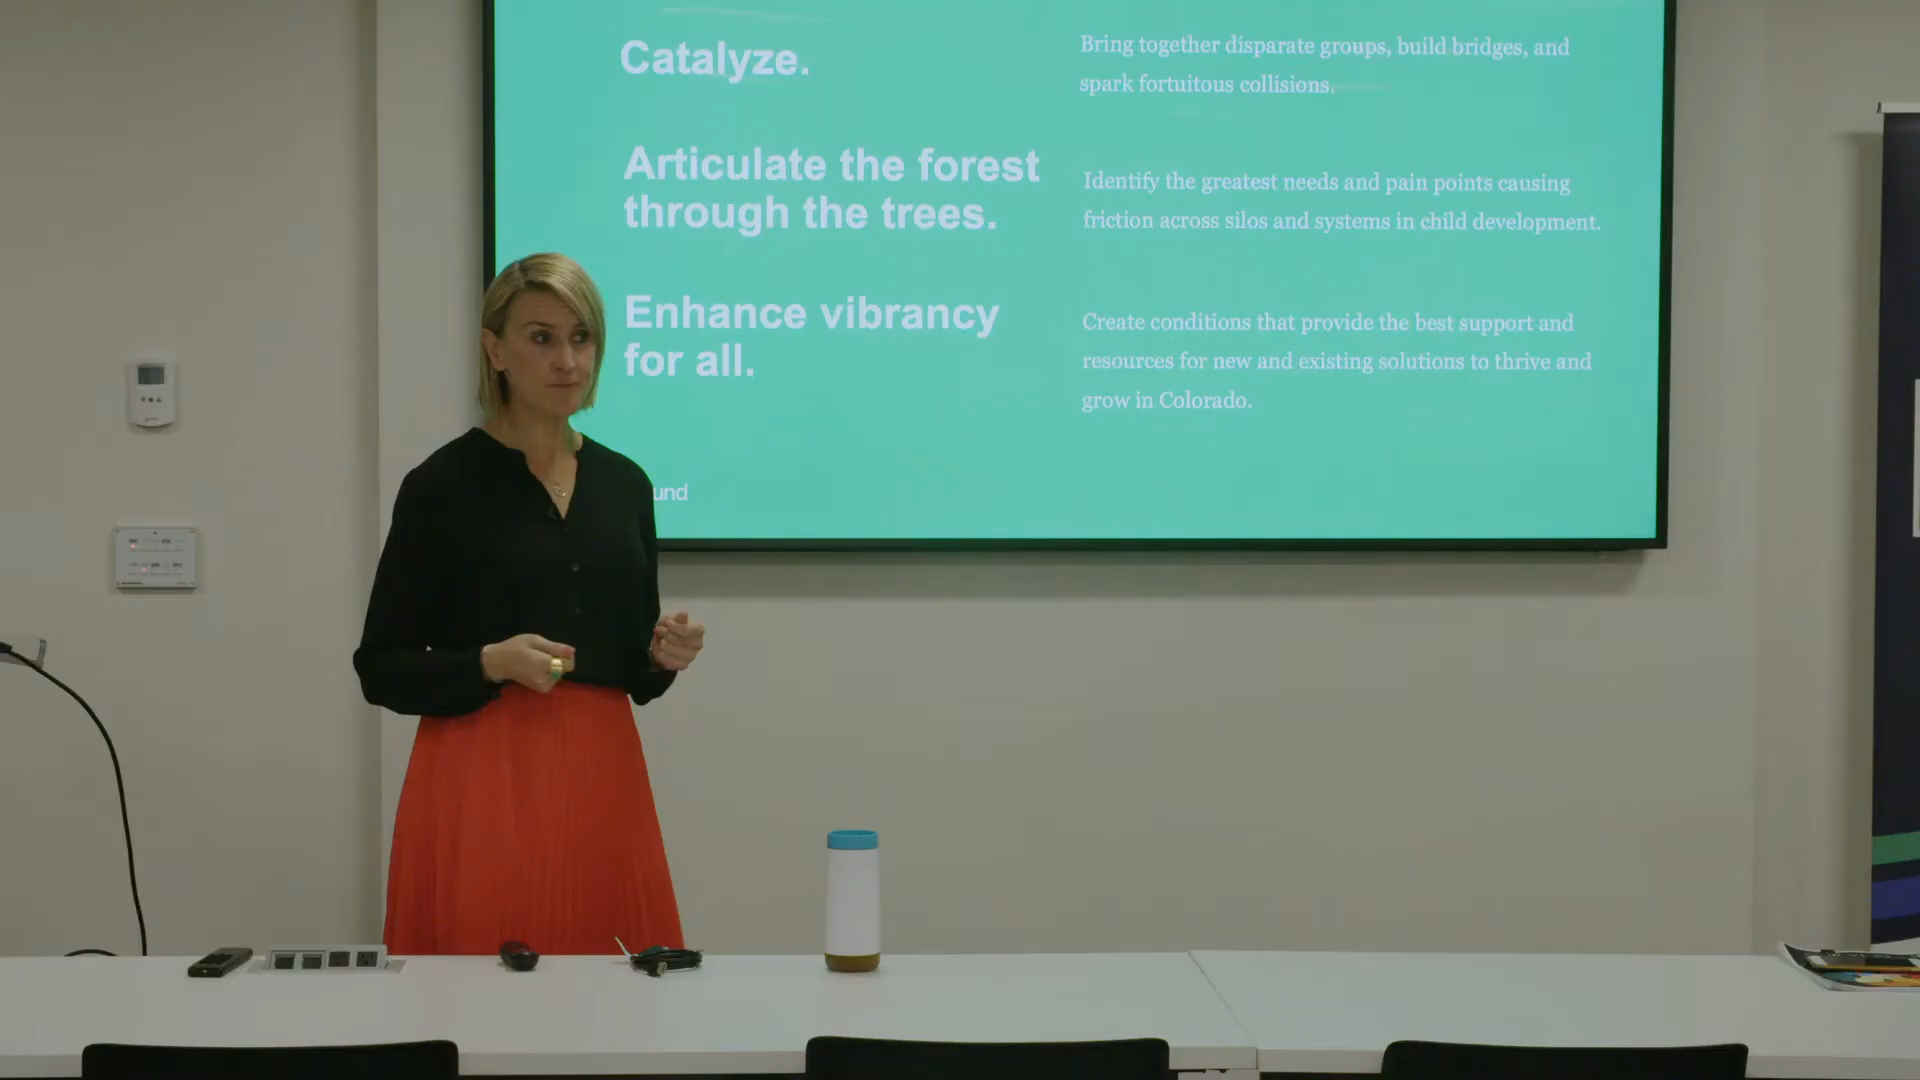 Catalyze.
Bring together disparate groups, build bridges, and
spark fortuitous collisions.
Articulate the forest
through the trees.
Identify the greatest needs and pain points causing
friction across silos and systems in child development.
Enhance vibrancy
for all.
Create conditions that provide the best support and
resources for new and existing solutions to thrive and
grow in Colorado.
und